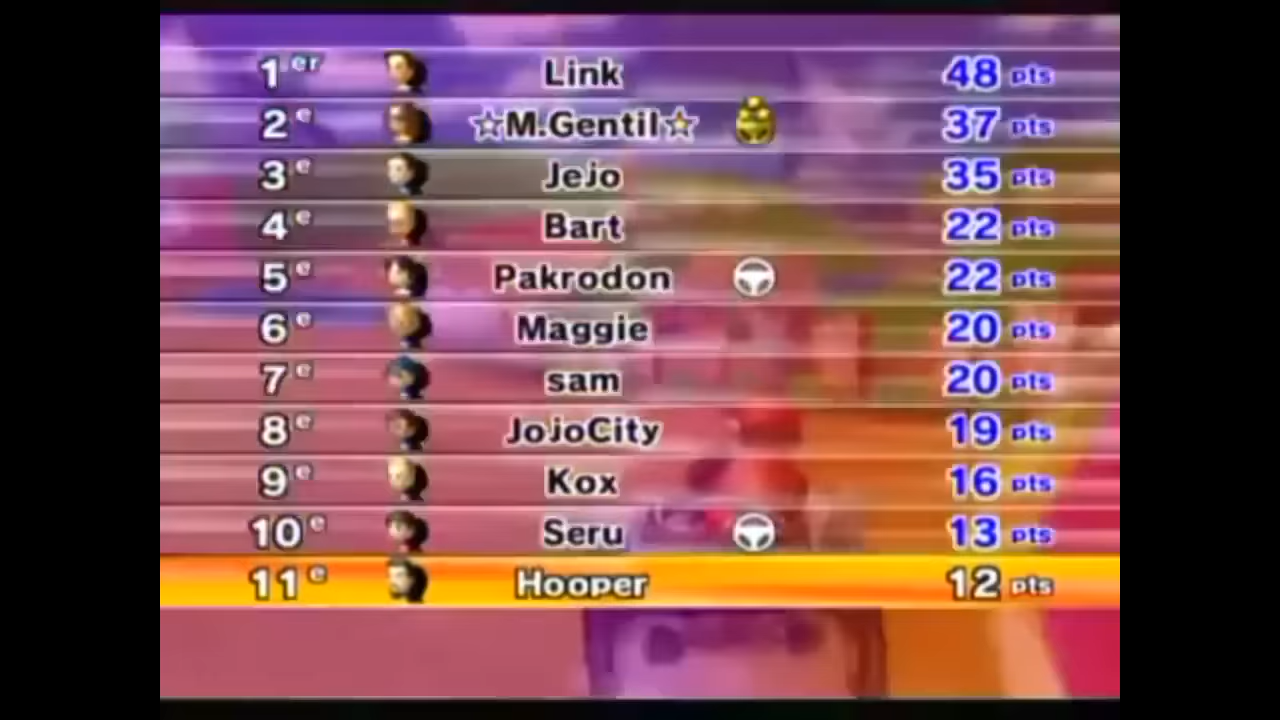 1er Link 48 pts
2e ☆M.Gentil☆ 37 pts
3e Jejo 35 pts
4e Bart 22 pts
5e Pakrodon 22 pts
6e Maggie 20 pts
7e sam 20 pts
8e JojoCity 19 pts
9e Kox 16 pts
10e Seru 13 pts
11e Hooper 12 pts